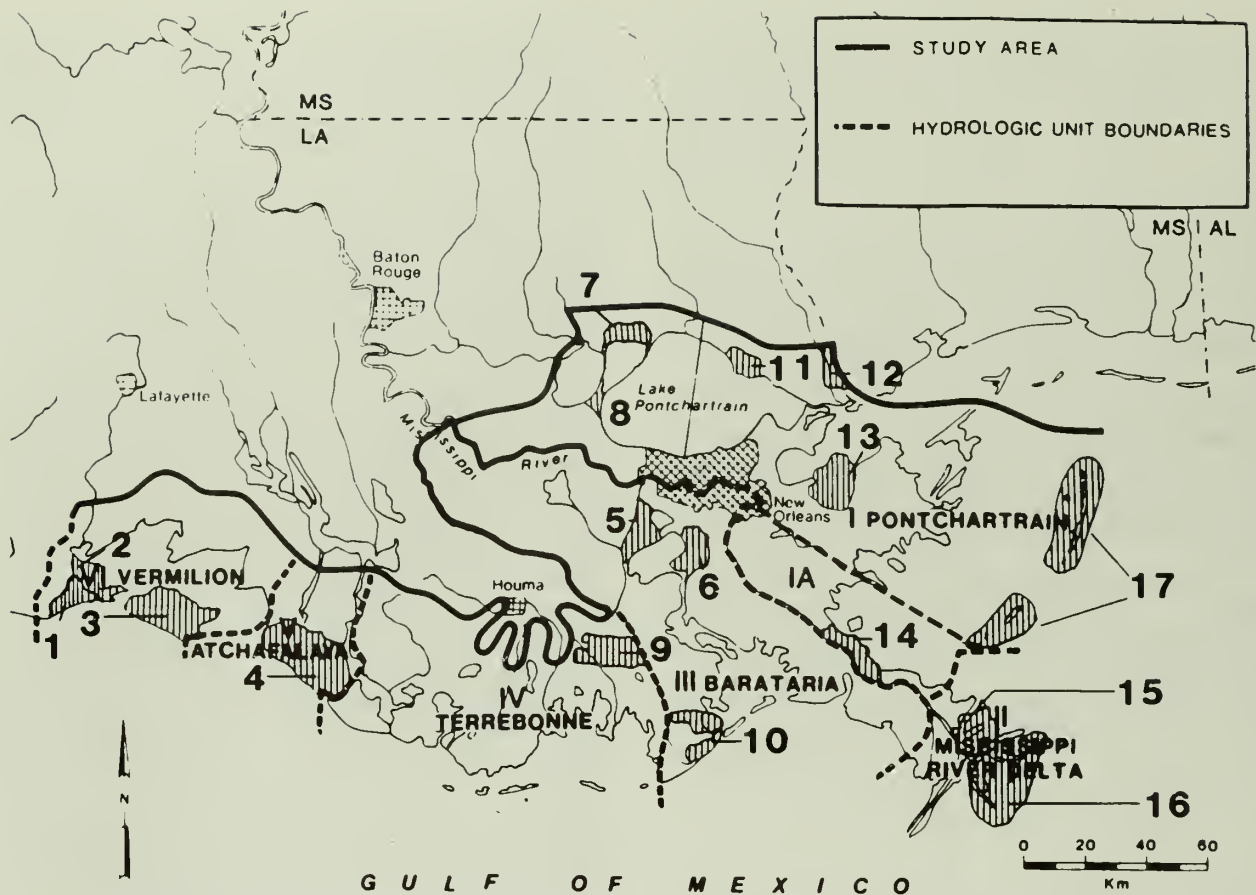 STUDY AREA
HYDROLOGIC UNIT BOUNDARIES
MS
LA
MS AL
Baton
Rouge
Lafayette
7
11
12
Lake
Pontchartrain
8
MISSISSIPPI
River
13
New
Orleans
I PONTCHARTRAIN
5
6
IA
17
2
V VERMILION
Houma
1
3
ATCHAFALAYA
4
9
14
III BARATARIA
IV
TERREBONNE
10
15
II
MISSISSIPPI
RIVER DELTA
16
N
0 20 40 60
Km
GULF OF MEXICO